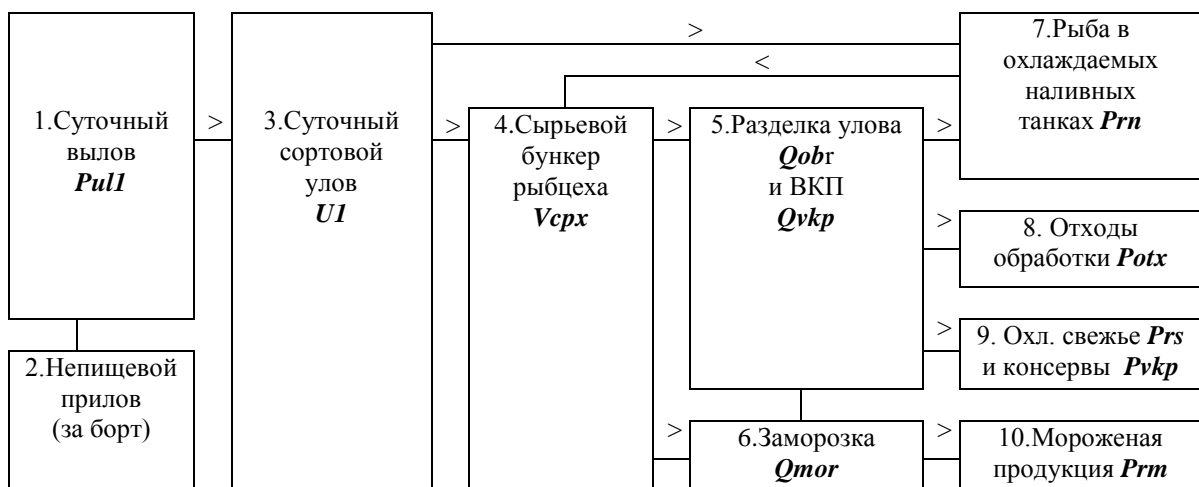 1.Суточный
вылов
Pul1
>
2.Непищевой
прилов
(за борт)
3.Суточный
сортовой
улов
U1
>
>
<
4.Сырьевой
бункер
рыбцеха
Vcpx
>
>
5.Разделка улова
Qobr
и ВКП
Qvkp
>
>
>
6.Заморозка
Qmor
>
7.Рыба в
охлаждаемых
наливных
танках Prn
8. Отходы
обработки Potx
9. Охл. свежье Prs
и консервы Pvkp
10.Мороженая
продукция Prm